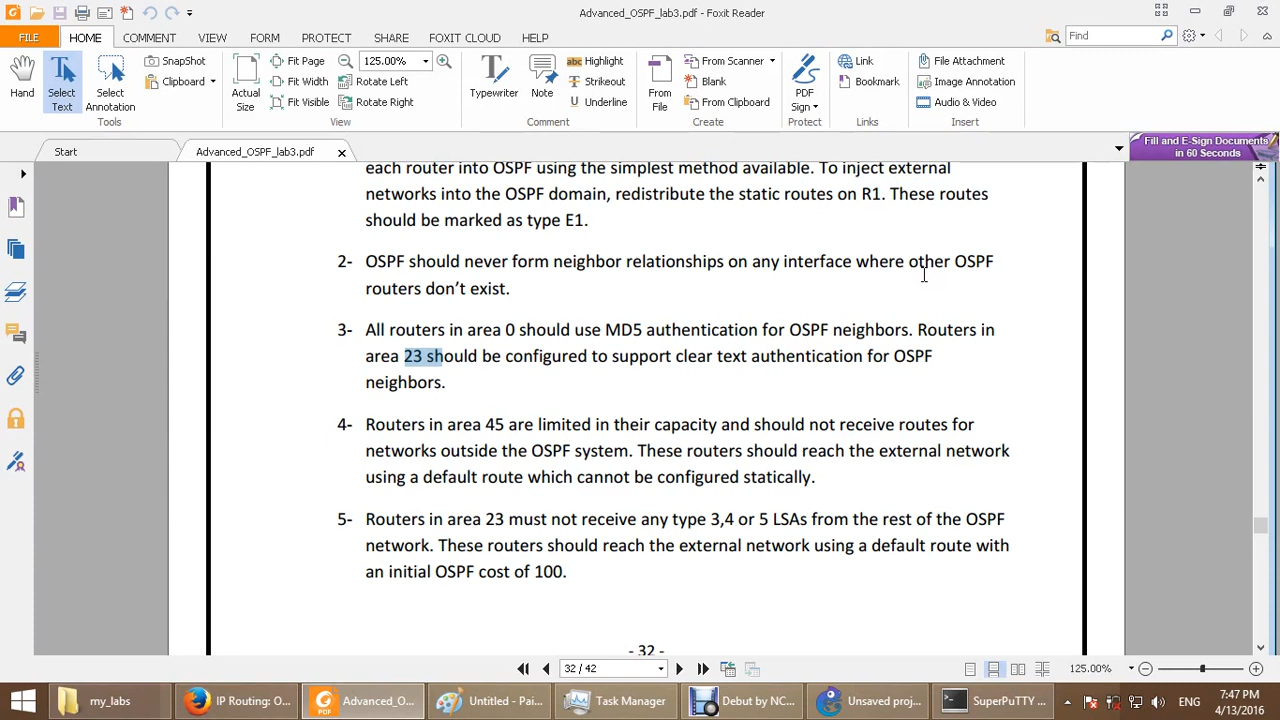 Advanced_OSPF_lab3.pdf - Foxit Reader
FILE HOME COMMENT VIEW FORM PROTECT SHARE FOXIT CLOUD HELP Find
Hand
Select Text
Select Annotation
SnapShot
Clipboard
Tools
Actual Size
Fit Page
Fit Width
Fit Visible
125.00%
Rotate Left
Rotate Right
View
Typewriter
Note
Highlight
Strikeout
Underline
Comment
From File
From Scanner
Blank
From Clipboard
Create
PDF Sign
Protect
Link
Bookmark
Links
File Attachment
Image Annotation
Audio & Video
Insert
Start
Advanced_OSPF_lab3.pdf
Fill and E-Sign Documents
in 60 Seconds
each router into OSPF using the simplest method available. To inject external
networks into the OSPF domain, redistribute the static routes on R1. These routes
should be marked as type E1.
2- OSPF should never form neighbor relationships on any interface where other OSPF
routers don't exist.
3- All routers in area 0 should use MD5 authentication for OSPF neighbors. Routers in
area 23 should be configured to support clear text authentication for OSPF
neighbors.
4- Routers in area 45 are limited in their capacity and should not receive routes for
networks outside the OSPF system. These routers should reach the external network
using a default route which cannot be configured statically.
5- Routers in area 23 must not receive any type 3,4 or 5 LSAs from the rest of the OSPF
network. These routers should reach the external network using a default route with
an initial OSPF cost of 100.
- 32 -
32 / 42
125.00%
my_labs
IP Routing: O...
Advanced_O...
Untitled - Pai...
Task Manager
Debut by NC...
Unsaved proj...
SuperPuTTY ...
ENG
7:47 PM
4/13/2016